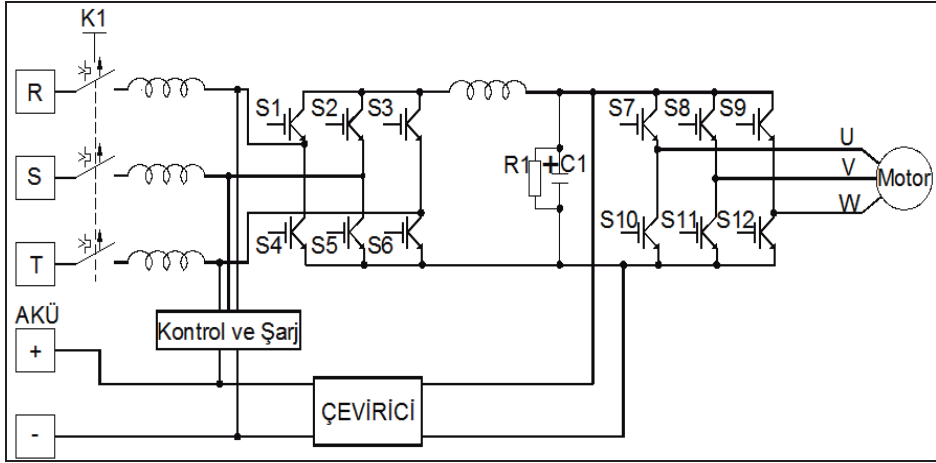 K1
R
S
T
AKÜ
+
-
S1
S2
S3
S4
S5
S6
Kontrol ve Şarj
ÇEVİRİCİ
R1
+
C1
S7
S8
S9
S10
S11
S12
U
V
W
Motor